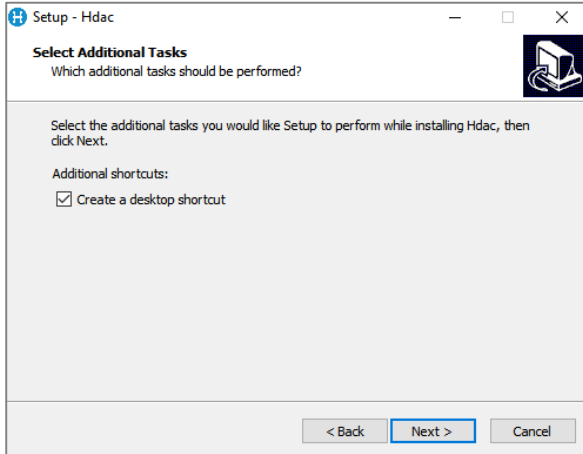 Setup - Hdac
Select Additional Tasks
Which additional tasks should be performed?
Select the additional tasks you would like Setup to perform while installing Hdac, then
click Next.
Additional shortcuts:
Create a desktop shortcut
< Back Next > Cancel